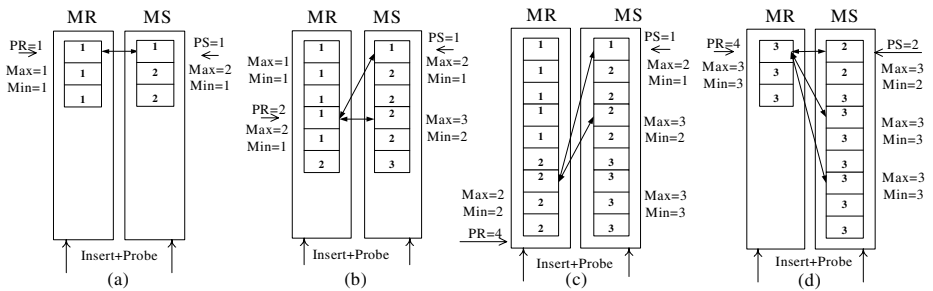 MR MS
PR=1
1 1
PS=1
Max=1
Min=1
1 2
Max=2
Min=1
1 2
Insert+Probe
(a)
MR MS
1 1
PS=1
Max=1
Min=1
1 2
Max=2
Min=1
1 2
PR=2
1 2
Max=2
Min=1
1 2
Max=3
Min=2
2 3
Insert+Probe
(b)
MR MS
1 1
PS=1
1 2
Max=2
Min=1
1 2
1 2
Max=3
Min=2
1 2
2 3
2 3
Max=2
Min=2
2 3
Max=3
Min=3
2 3
PR=4
Insert+Probe
(c)
MR MS
PR=4
3 2
PS=2
Max=3
Min=3
3 2
Max=3
Min=2
3 3
3
Max=3
Min=3
3
3
3
Max=3
Min=3
3
3
Insert+Probe
(d)